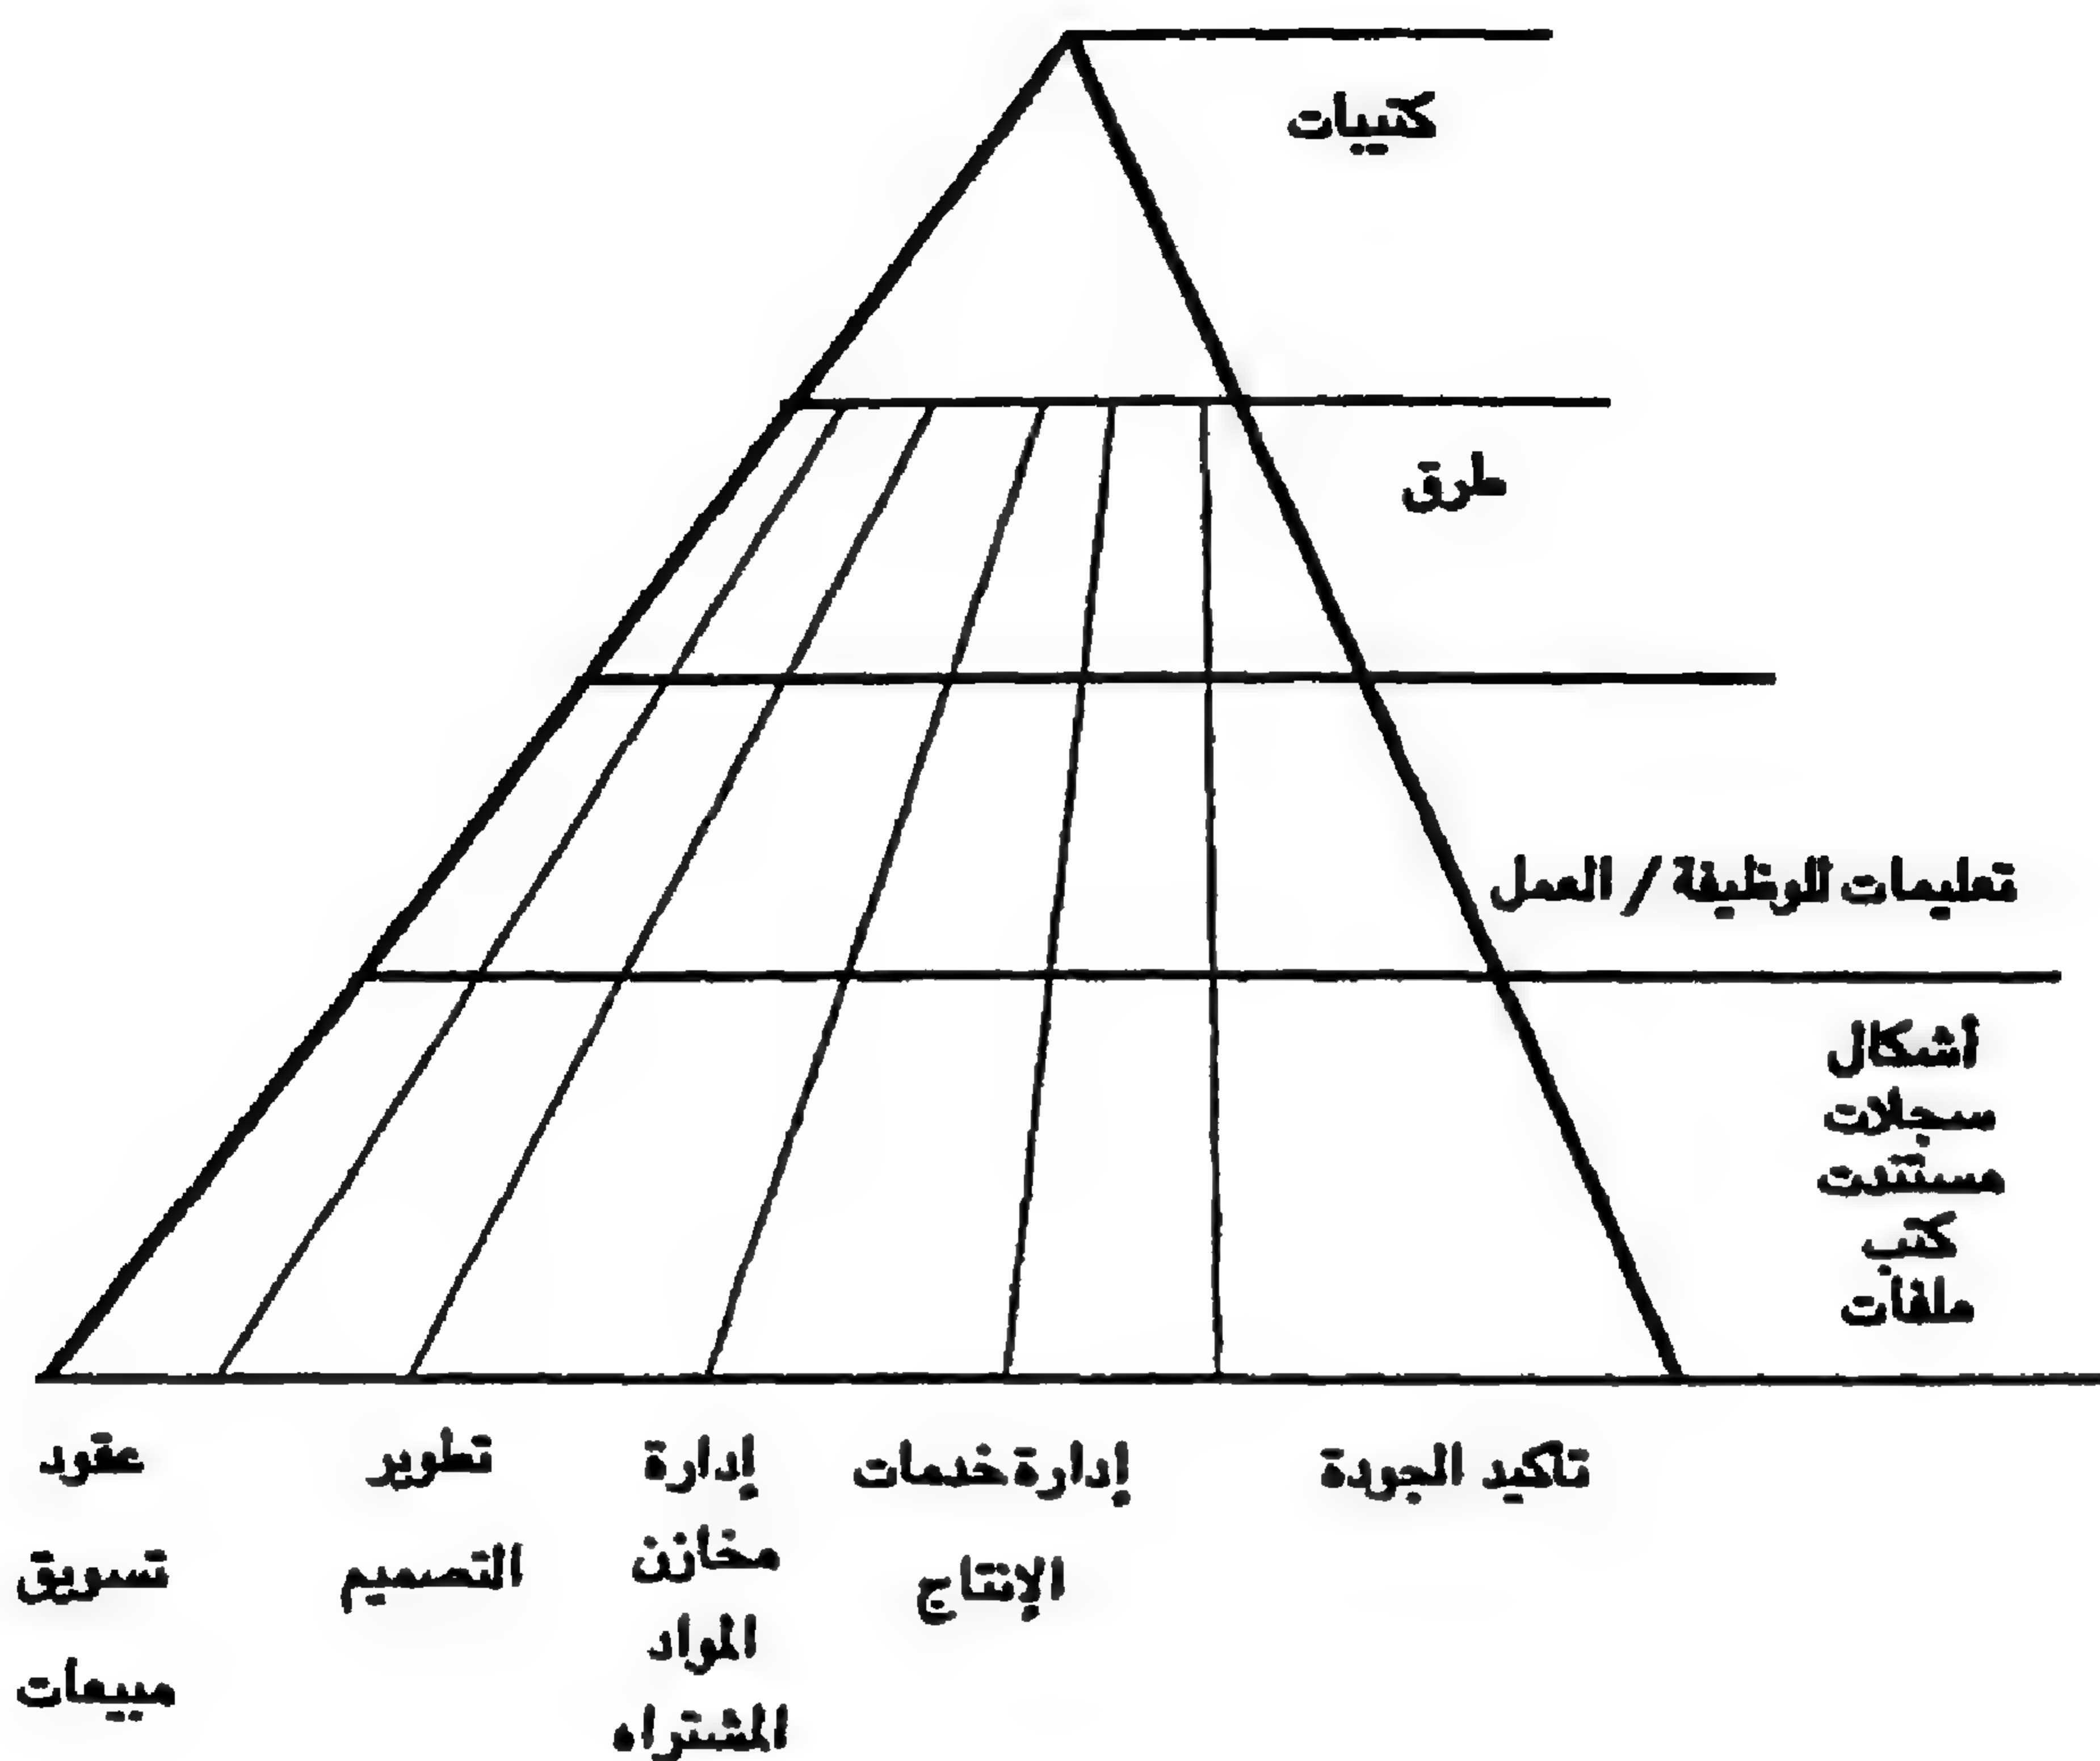 كتيبات
طرق
تعليمات للوظيفة / العمل
أشكال
سجلات
مستندات
كتب
ملفات
تأكيد الجودة
إدارة خدمات
الإنتاج
إدارة
مخازن
المواد
المشتراه
تطوير
التصميم
عقود
تسويق
مبيعات